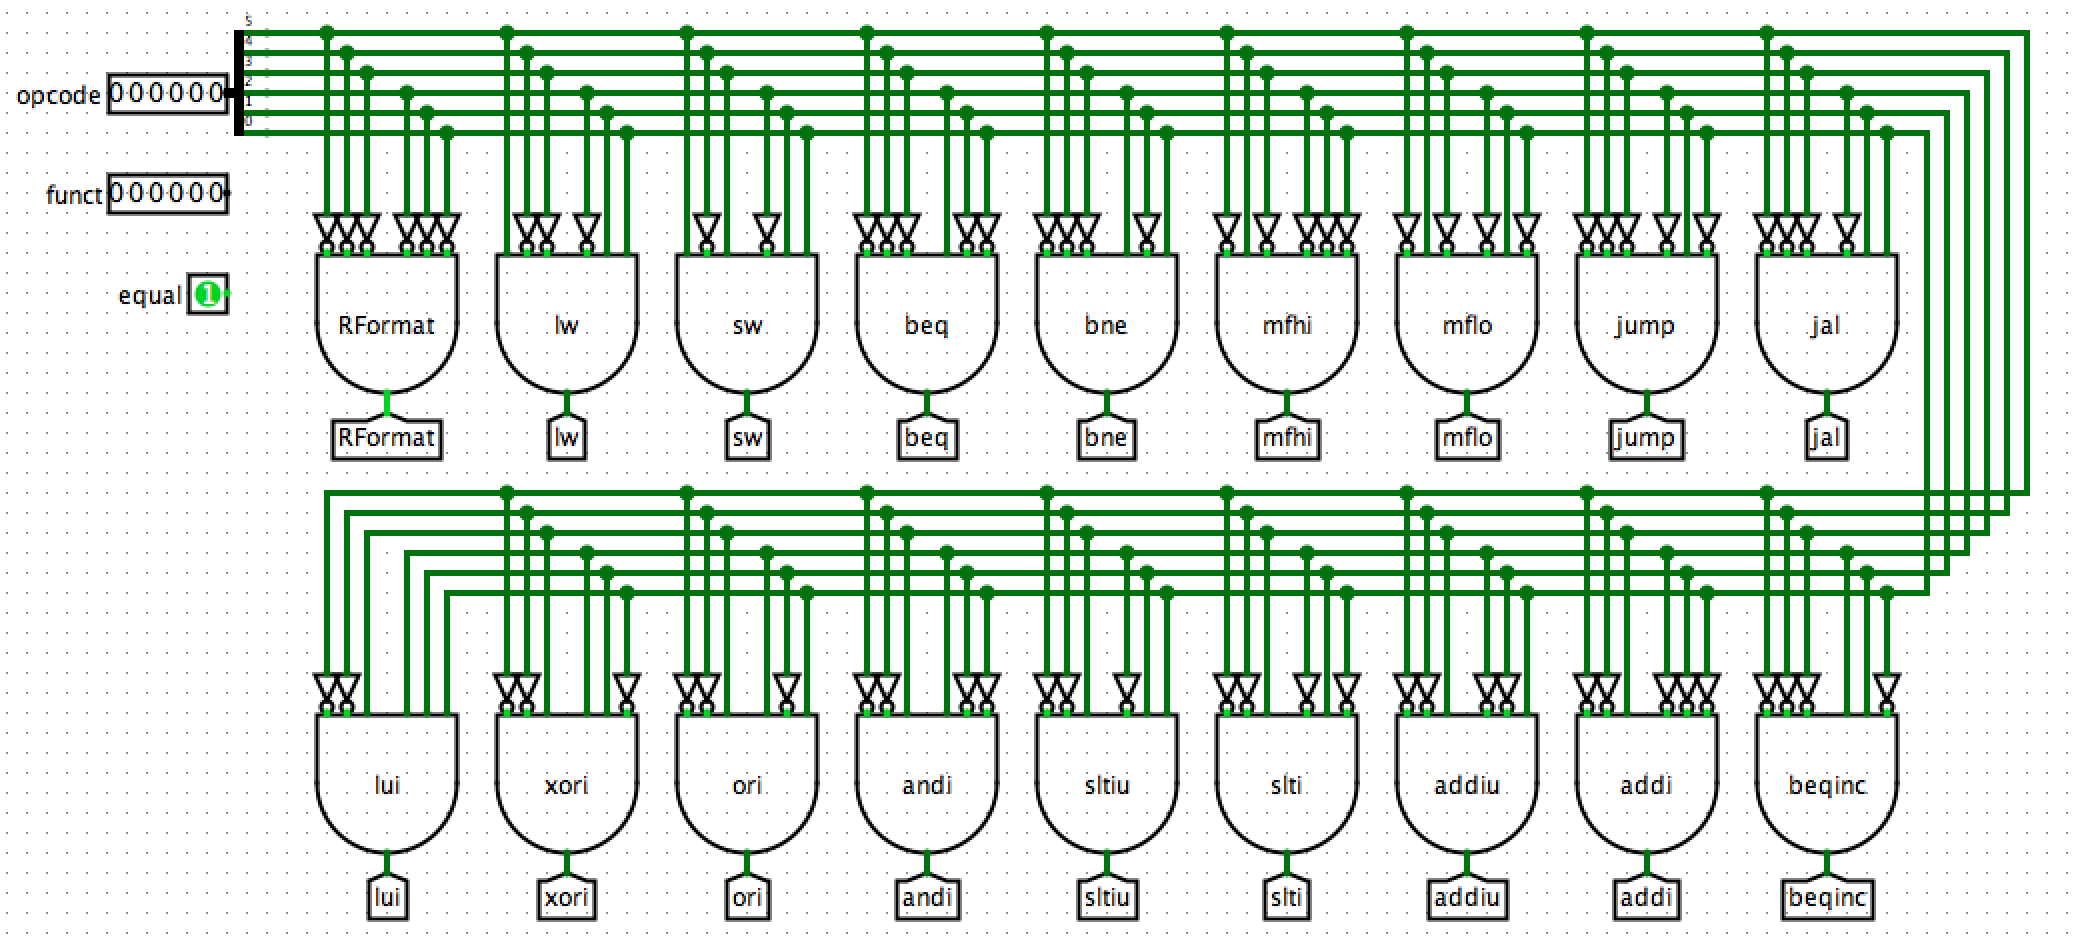 5
4
3
2
1
0
opcode 000000
funct 000000
equal 1
RFormat lw sw beq bne mfhi mflo jump jal
RFormat lw sw beq bne mfhi mflo jump jal
lui xori ori andi sltiu slti addiu addi beqinc
lui xori ori andi sltiu slti addiu addi beqinc